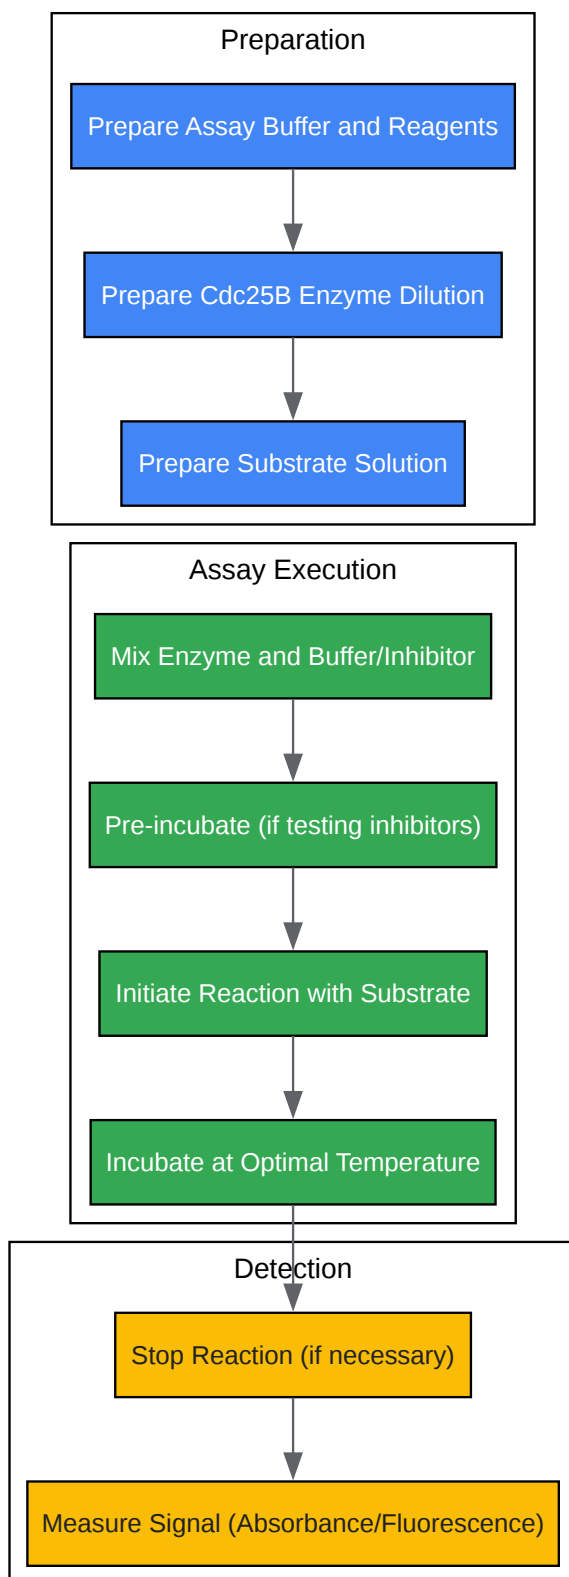 Preparation
Prepare Assay Buffer and Reagents
Prepare Cdc25B Enzyme Dilution
Prepare Substrate Solution
Assay Execution
Mix Enzyme and Buffer/Inhibitor
Pre-incubate (if testing inhibitors)
Initiate Reaction with Substrate
Incubate at Optimal Temperature
Detection
Stop Reaction (if necessary)
Measure Signal (Absorbance/Fluorescence)